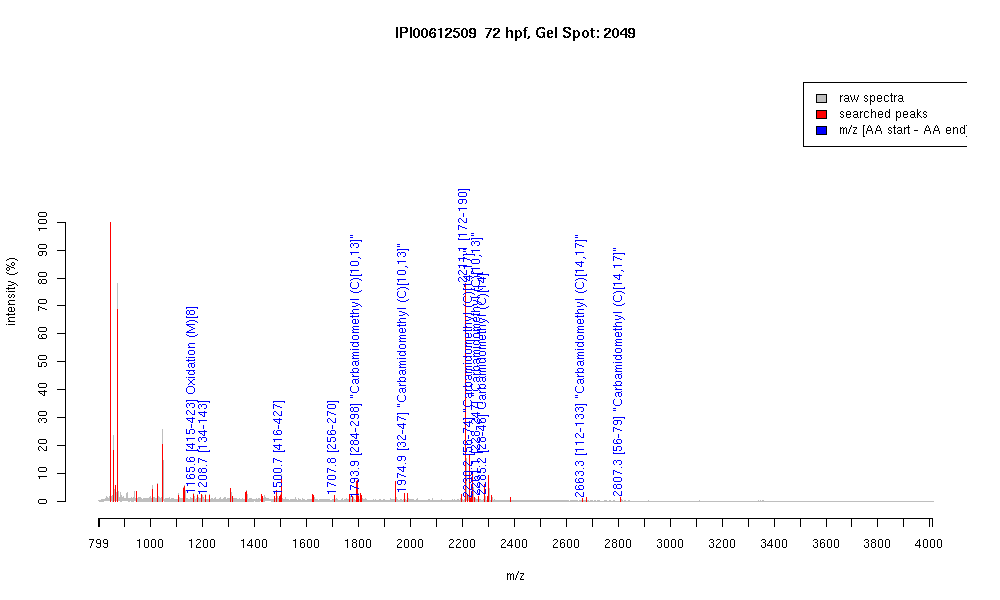 IPI00612509 72 hpf, Gel Spot: 2049
raw spectra
searched peaks
m/z [AA start - AA end]
intensity (%)
100
90
80
70
60
50
40
30
20
10
0
1165.6 [415-423] Oxidation (M)[8]
1208.7 [134-143]
1500.7 [416-427]
1707.8 [256-270]
1793.9 [284-298] "Carbamidomethyl (C)[10,13]"
1974.9 [32-47] "Carbamidomethyl (C)[10,13]"
2211.1 [172-190]
2663.3 [112-133] "Carbamidomethyl (C)[14,17]"
2807.3 [56-79] "Carbamidomethyl (C)[14,17]"
799 1000 1200 1400 1600 1800 2000 2200 2400 2600 2800 3000 3200 3400 3600 3800 4000
m/z